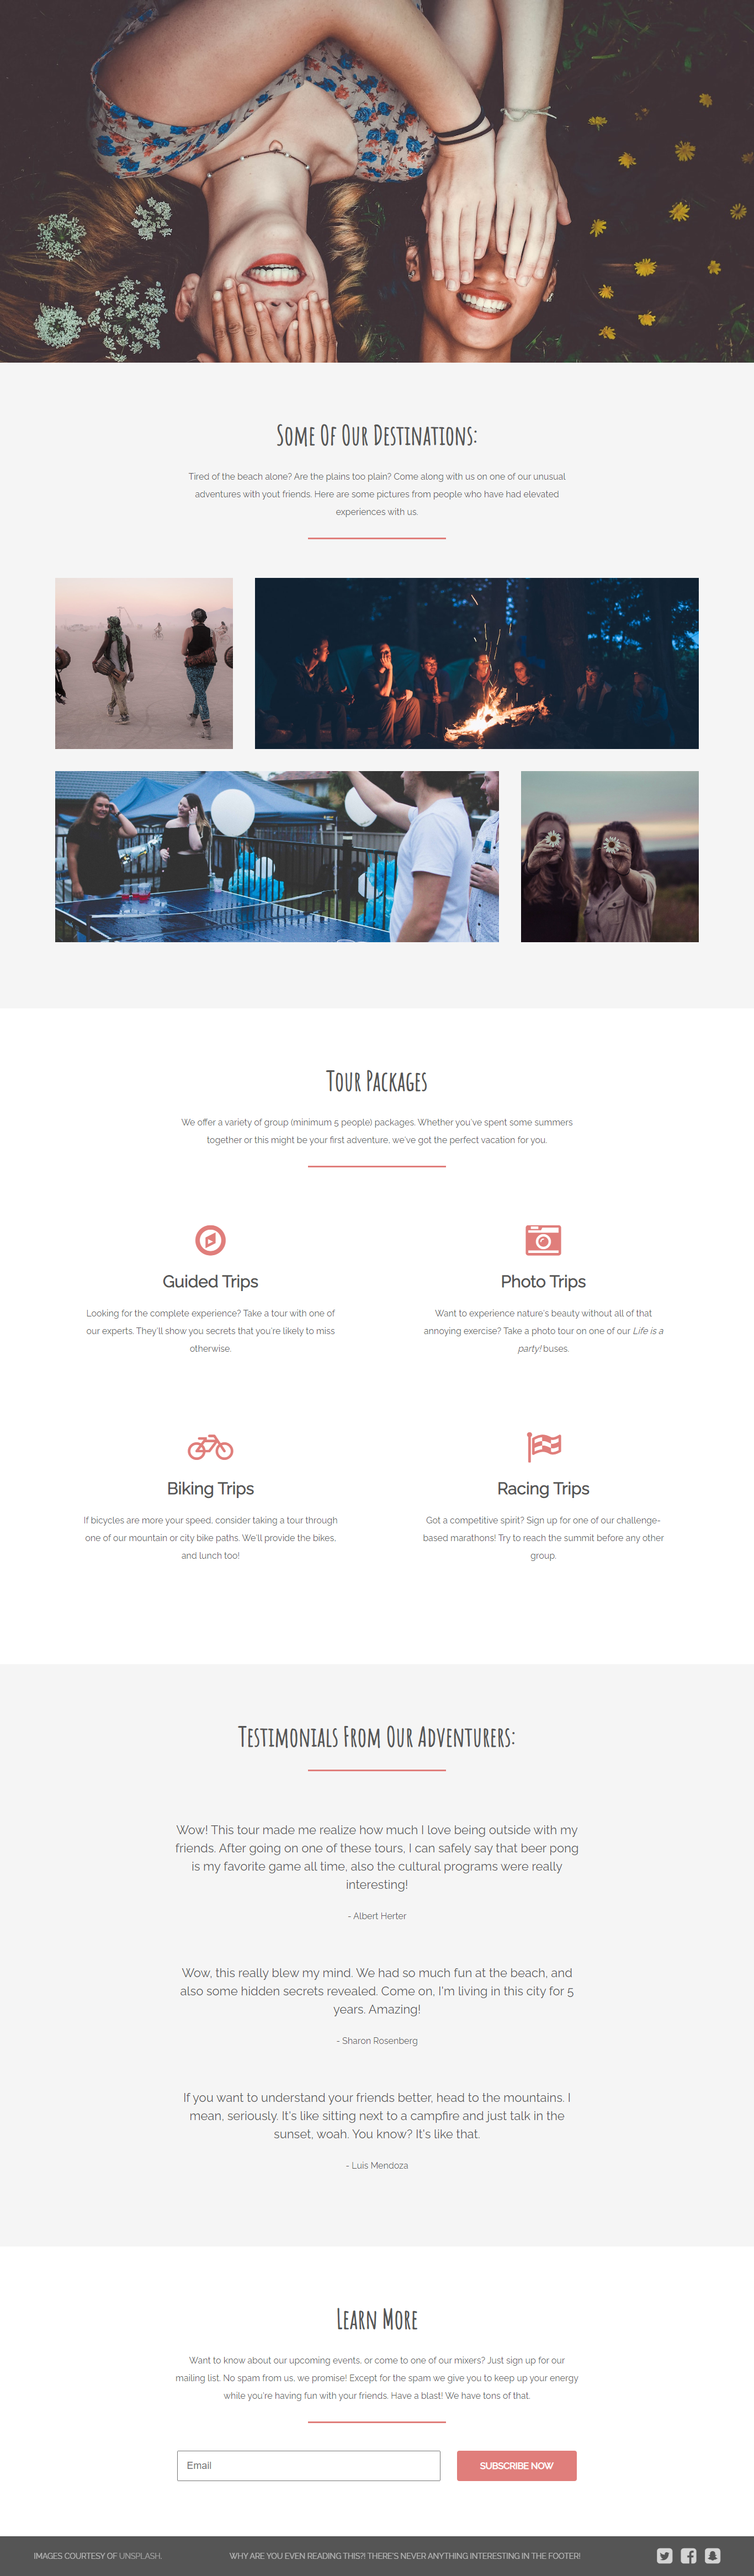 Some Of Our Destinations:
Tired of the beach alone? Are the plains too plain? Come along with us on one of our unusual
adventures with yout friends. Here are some pictures from people who have had elevated
experiences with us.
Tour Packages
We offer a variety of group (minimum 5 people) packages. Whether you've spent some summers
together or this might be your first adventure, we've got the perfect vacation for you.
Guided Trips
Looking for the complete experience? Take a tour with one of
our experts. They'll show you secrets that you're likely to miss
otherwise.
Photo Trips
Want to experience nature's beauty without all of that
annoying exercise? Take a photo tour on one of our Life is a
party! buses.
Biking Trips
If bicycles are more your speed, consider taking a tour through
one of our mountain or city bike paths. We'll provide the bikes,
and lunch too!
Racing Trips
Got a competitive spirit? Sign up for one of our challenge-
based marathons! Try to reach the summit before any other
group.
Testimonials From Our Adventurers:
Wow! This tour made me realize how much I love being outside with my
friends. After going on one of these tours, I can safely say that beer pong
is my favorite game all time, also the cultural programs were really
interesting!
- Albert Herter
Wow, this really blew my mind. We had so much fun at the beach, and
also some hidden secrets revealed. Come on, I'm living in this city for 5
years. Amazing!
- Sharon Rosenberg
If you want to understand your friends better, head to the mountains. I
mean, seriously. It's like sitting next to a campfire and just talk in the
sunset, woah. You know? It's like that.
- Luis Mendoza
Learn More
Want to know about our upcoming events, or come to one of our mixers? Just sign up for our
mailing list. No spam from us, we promise! Except for the spam we give you to keep up your energy
while you're having fun with your friends. Have a blast! We have tons of that.
Email
SUBSCRIBE NOW
IMAGES COURTESY OF UNSPLASH.
WHY ARE YOU EVEN READING THIS?! THERE'S NEVER ANYTHING INTERESTING IN THE FOOTER!